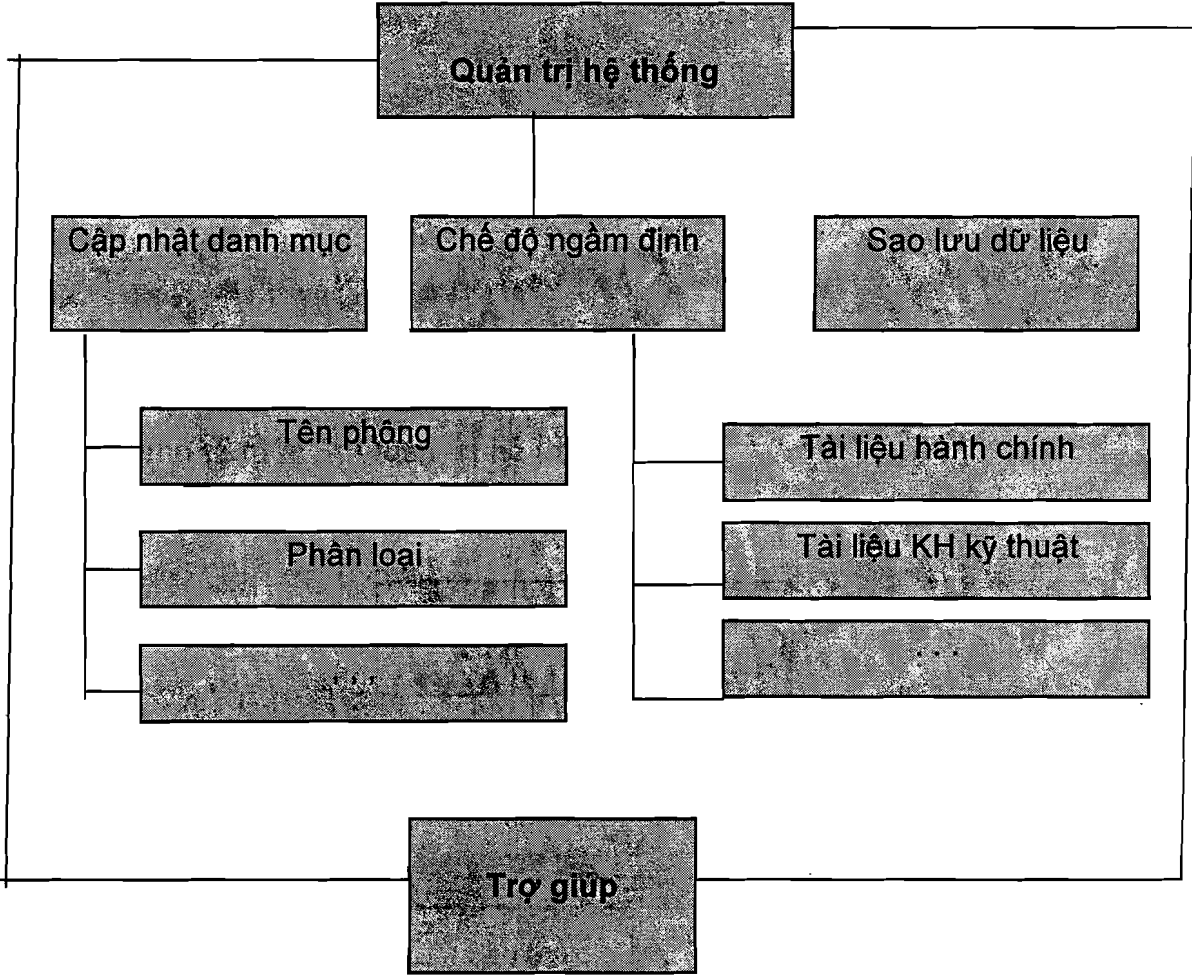 Quản trị hệ thống
Cập nhật danh mục
Chế độ ngầm định
Sao lưu dữ liệu
Tên phông
Phân loại
...
Tài liệu hành chính
Tài liệu KH kỹ thuật
...
Trợ giúp